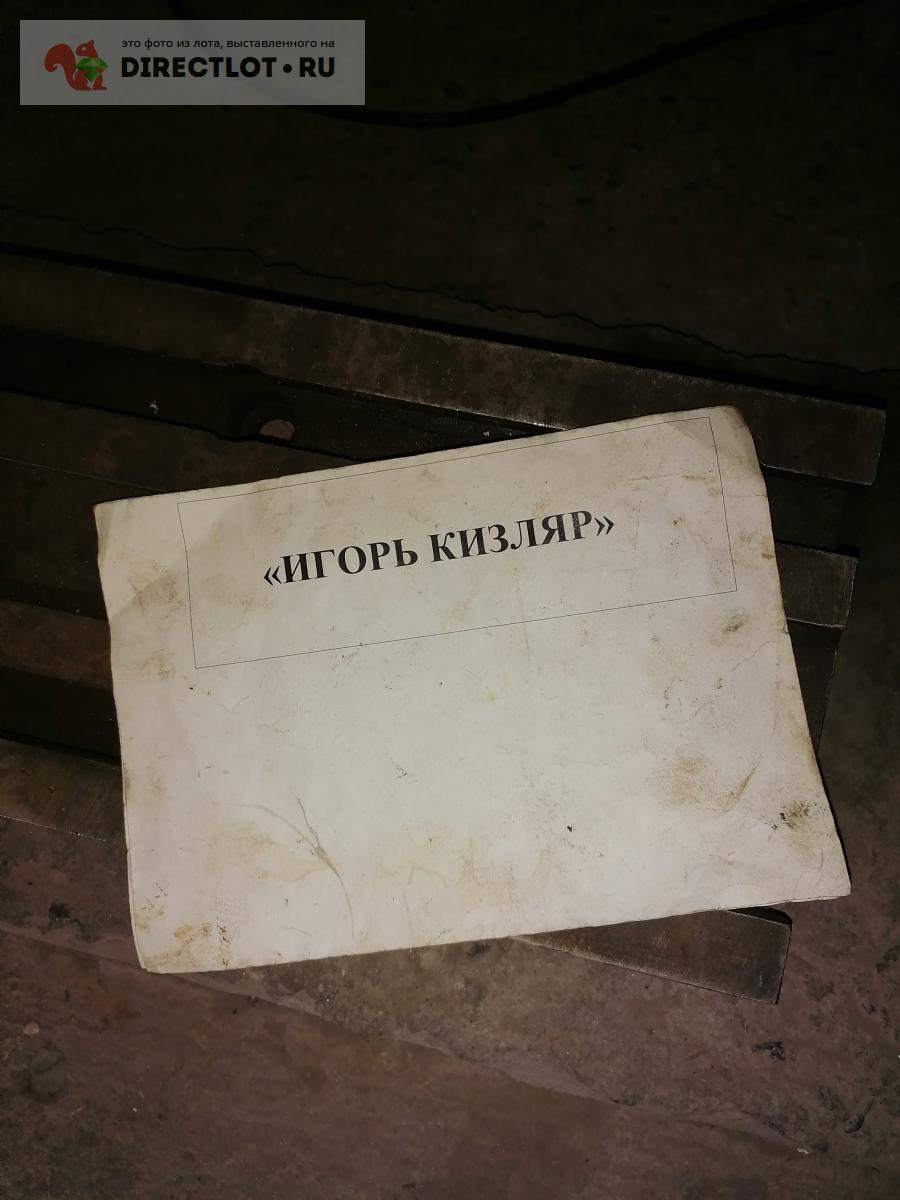 это фото из лота, выставленного на
DIRECTLOT•RU
«ИГОРЬ КИЗЛЯР»